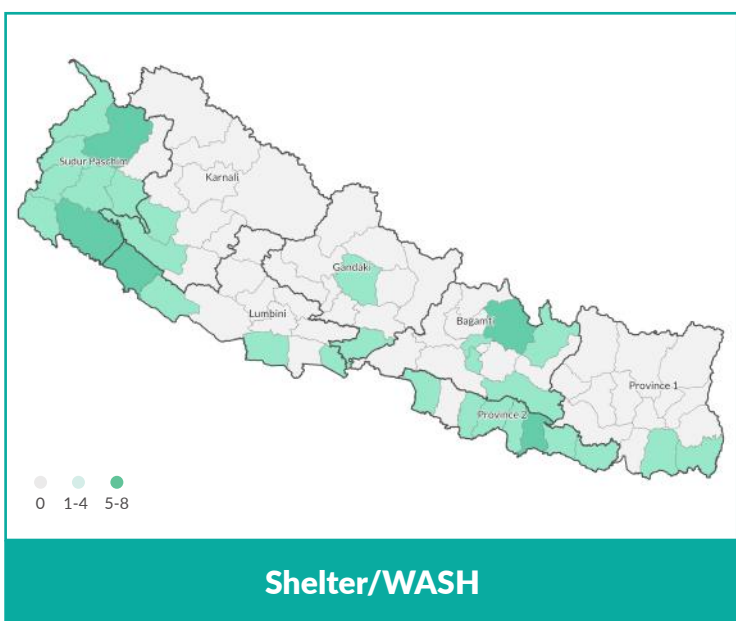 Sudur Paschim
Karnali
Gandaki
Lumbini
Bagamti
Province 1
Province 2
0 1-4 5-8
Shelter/WASH